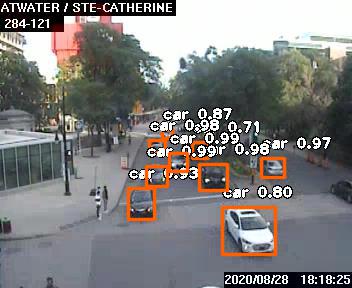 ATWATER / STE-CATHERINE
284-121
car 0.87
car 0.98
0.71
car 0.99
car 0.99
0.98
car 0.97
car 0.93
car 0.80
2020/08/28 18:18:25